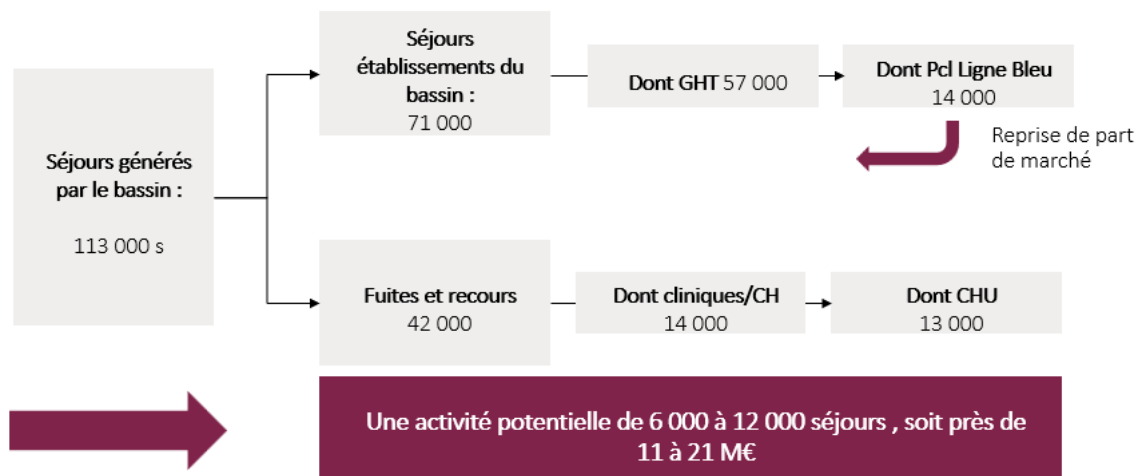 Séjours générés
par le bassin :
113 000 s
Séjours
établissements du
bassin :
71 000
Dont GHT 57 000
Dont Pcl Ligne Bleu
14 000
Reprise de part
de marché
Fuites et recours
42 000
Dont cliniques/CH
14 000
Dont CHU
13 000
Une activité potentielle de 6 000 à 12 000 séjours , soit près de
11 à 21 M€